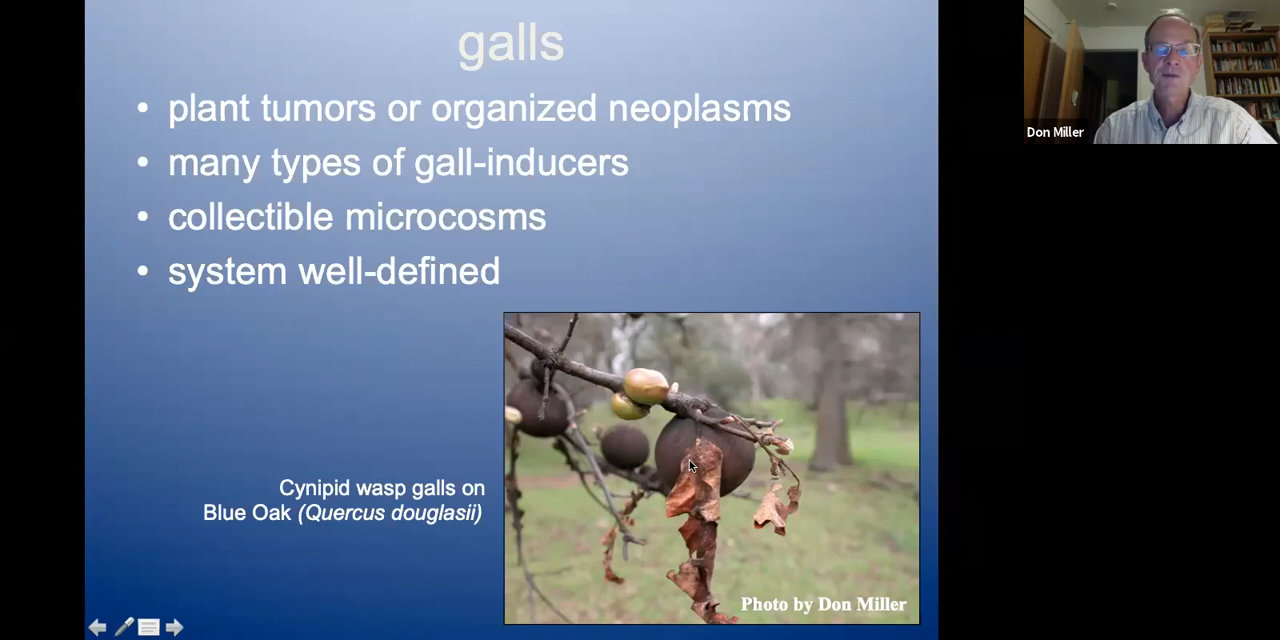 galls
• plant tumors or organized neoplasms
• many types of gall-inducers
• collectible microcosms
• system well-defined
Cynipid wasp galls on
Blue Oak (Quercus douglasii)
Photo by Don Miller
Don Miller